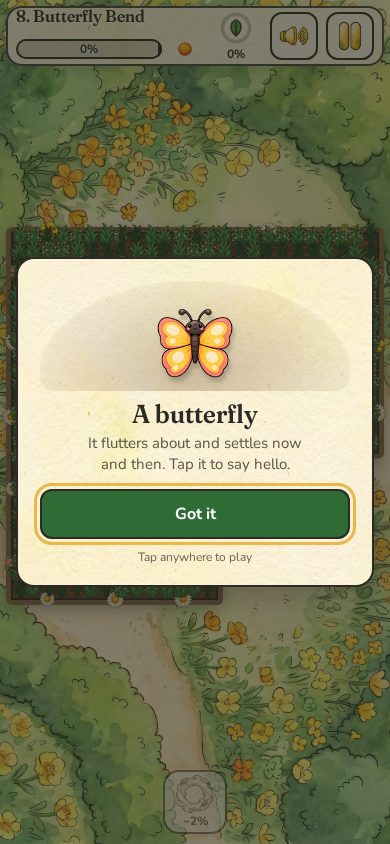 8. Butterfly Bend
0%
0%
A butterfly
It flutters about and settles now
and then. Tap it to say hello.
Got it
Tap anywhere to play
~2%